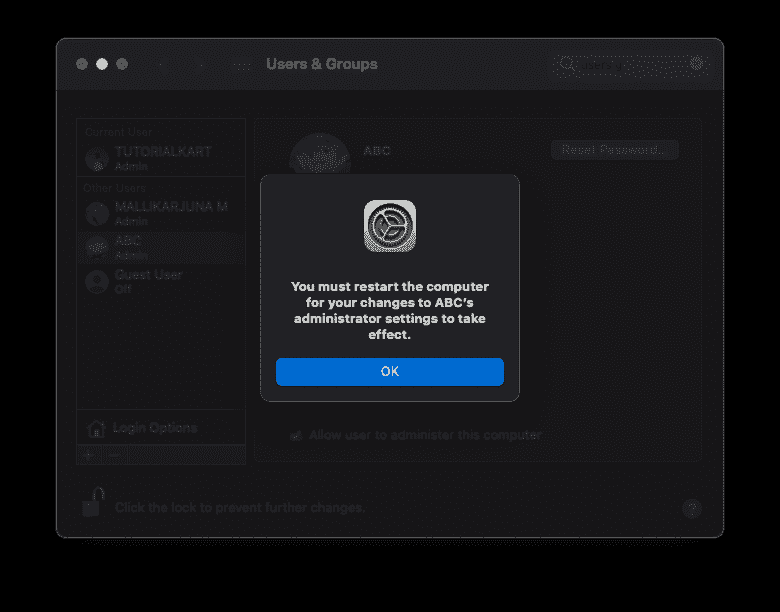 Users & Groups
Current User
TUTORIALKART
Admin
Reset Password...
ABC
Other Users
MALLIKARJUNA M
Admin
ABC
Admin
Guest User
Off
You must restart the computer
for your changes to ABC's
administrator settings to take
effect.
OK
Login Options
Allow user to administer this computer
Click the lock to prevent further changes.
?